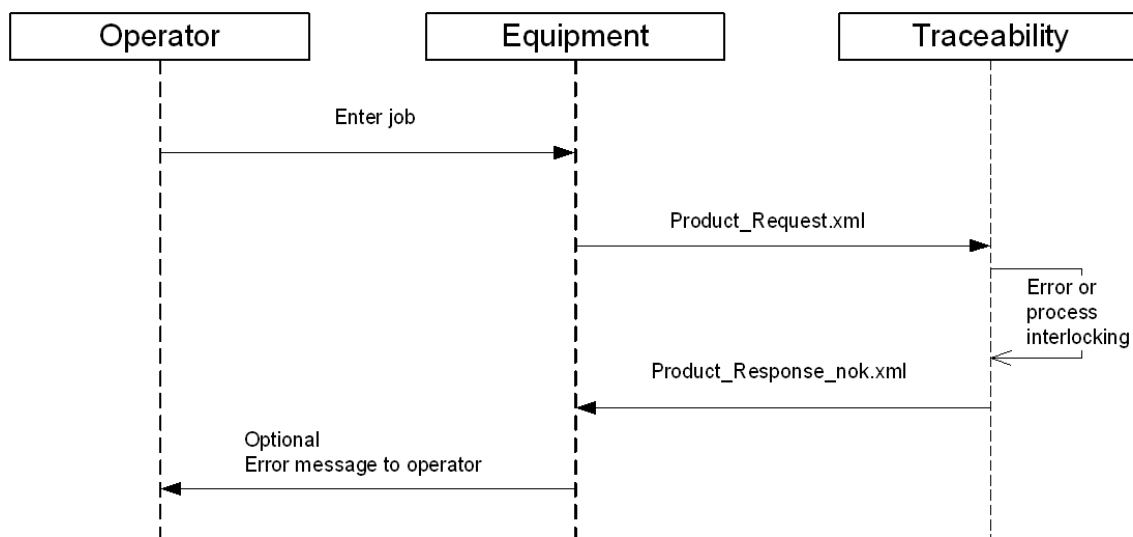 Operator
Equipment
Traceability
Enter job
Product_Request.xml
Error or
process
interlocking
Product_Response_nok.xml
Optional
Error message to operator